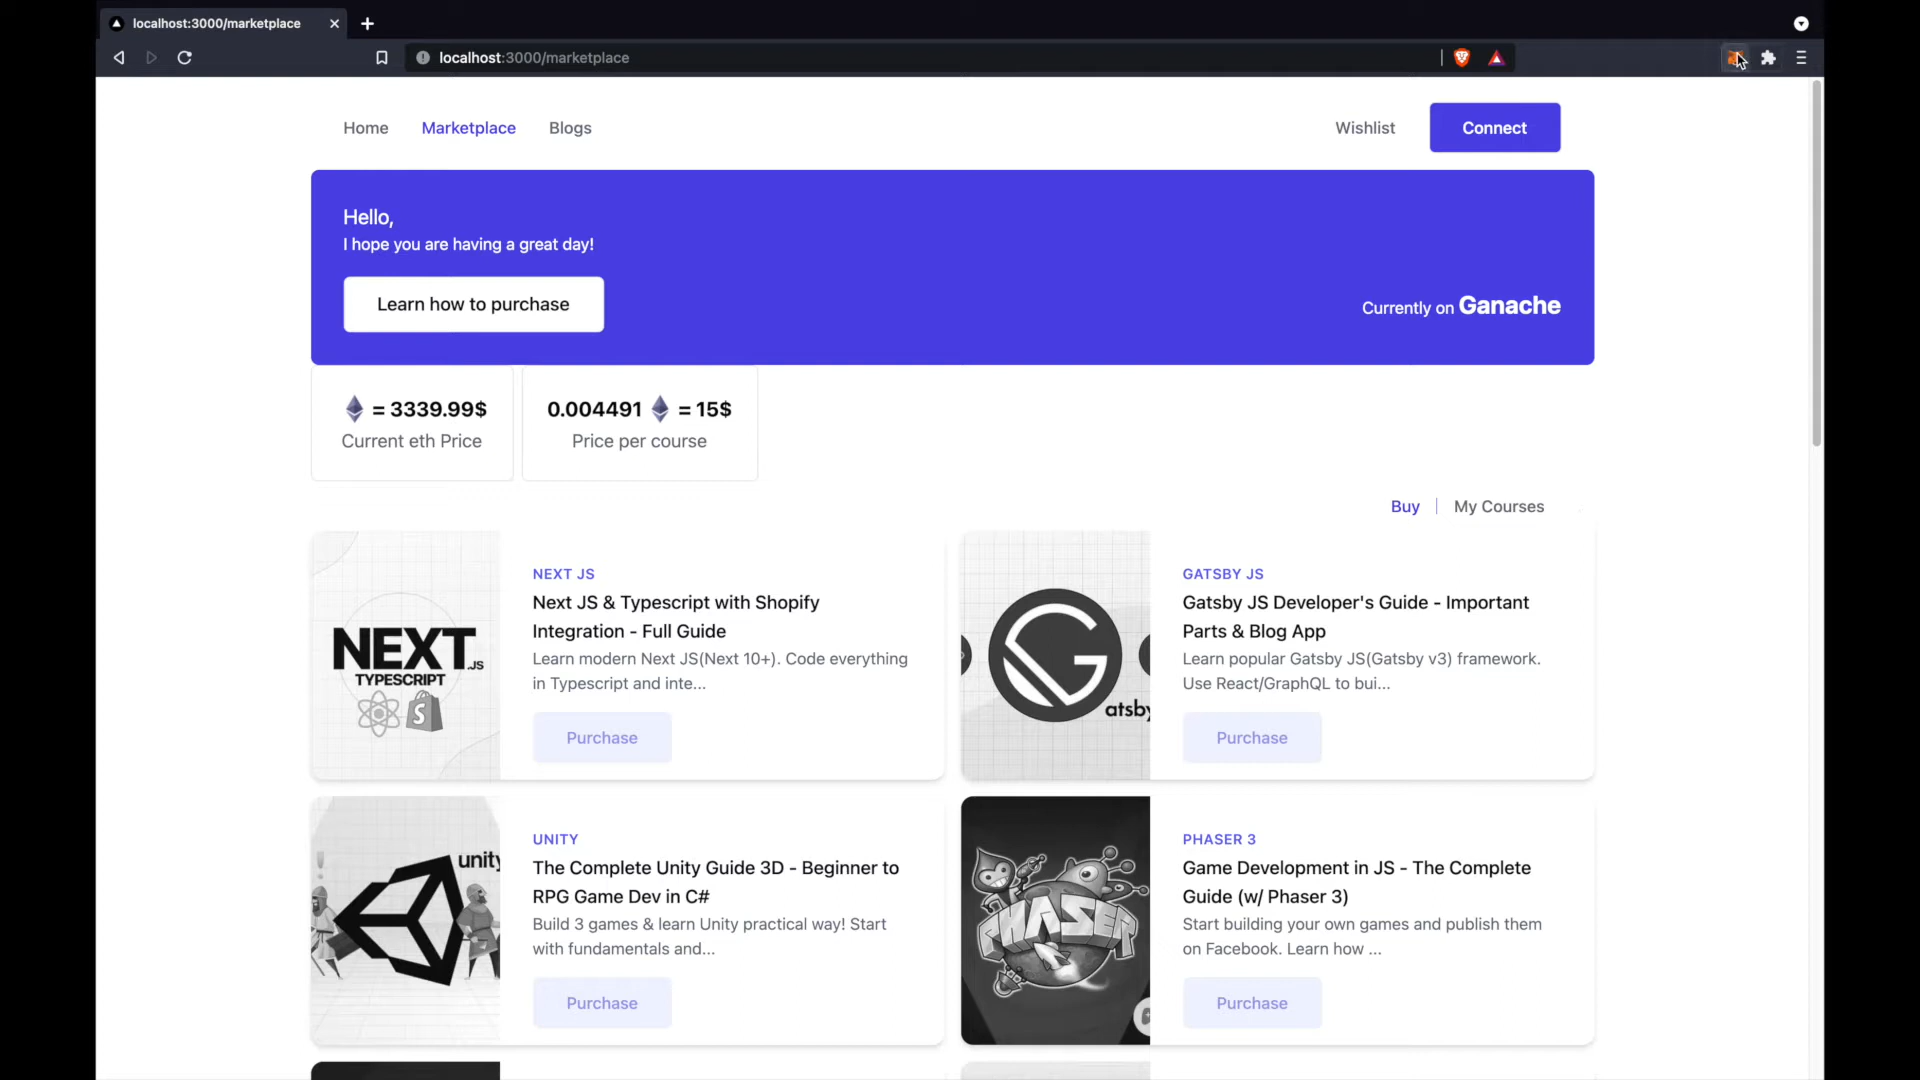 localhost:3000/marketplace
localhost:3000/marketplace
Home
Marketplace
Blogs
Wishlist
Connect
Hello,
I hope you are having a great day!
Learn how to purchase
Currently on Ganache
= 3339.99$
Current eth Price
0.004491 = 15$
Price per course
Buy
My Courses
NEXT.JS
TYPESCRIPT
S
NEXT JS
Next JS & Typescript with Shopify
Integration - Full Guide
Learn modern Next JS(Next 10+). Code everything
in Typescript and inte...
Purchase
atsby
GATSBY JS
Gatsby JS Developer's Guide - Important
Parts & Blog App
Learn popular Gatsby JS(Gatsby v3) framework.
Use React/GraphQL to bui...
Purchase
unity
UNITY
The Complete Unity Guide 3D - Beginner to
RPG Game Dev in C#
Build 3 games & learn Unity practical way! Start
with fundamentals and...
Purchase
PHASER
PHASER 3
Game Development in JS - The Complete
Guide (w/ Phaser 3)
Start building your own games and publish them
on Facebook. Learn how ...
Purchase